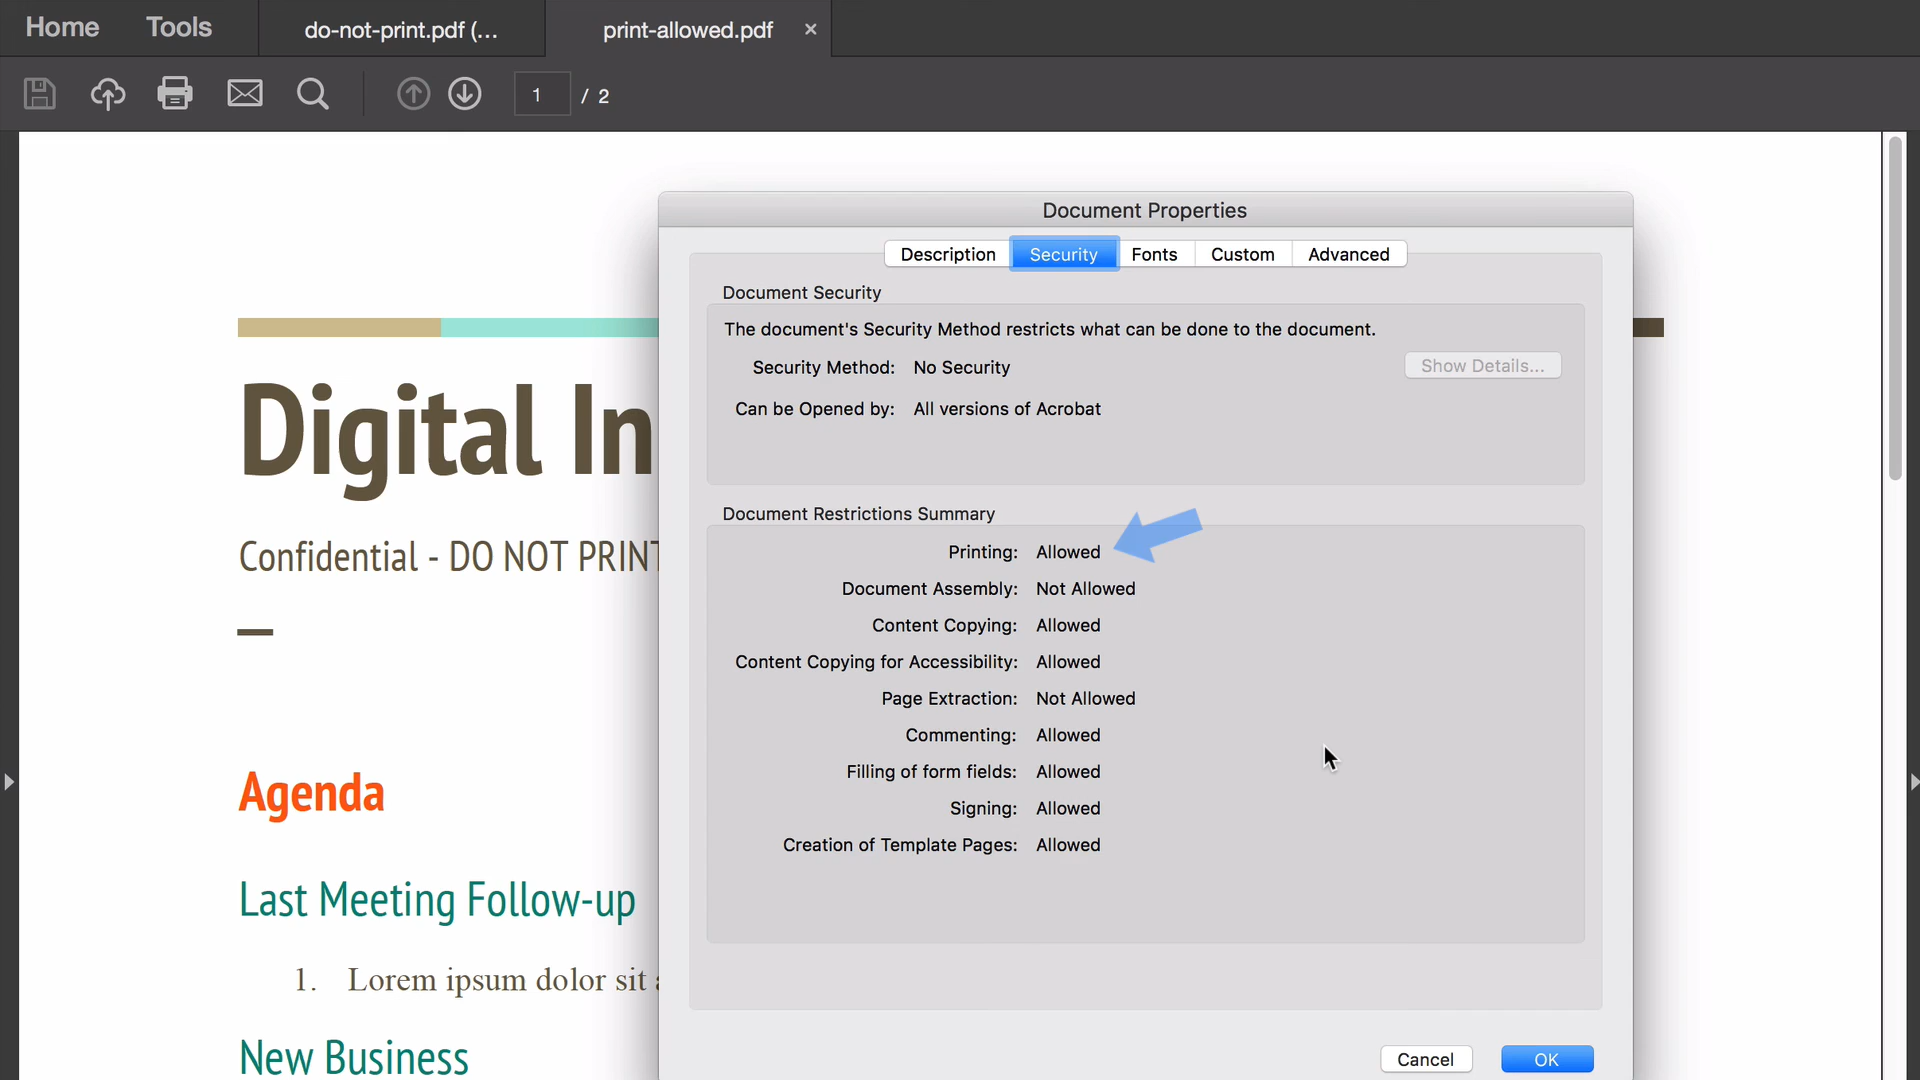 Home Tools do-not-print.pdf (... print-allowed.pdf ×
1 / 2
Document Properties
Description Security Fonts Custom Advanced
Document Security
The document's Security Method restricts what can be done to the document.
Security Method: No Security Show Details...
Can be Opened by: All versions of Acrobat
Document Restrictions Summary
Printing: Allowed
Document Assembly: Not Allowed
Content Copying: Allowed
Content Copying for Accessibility: Allowed
Page Extraction: Not Allowed
Commenting: Allowed
Filling of form fields: Allowed
Signing: Allowed
Creation of Template Pages: Allowed
Cancel OK
Digital In
Confidential - DO NOT PRINT
Agenda
Last Meeting Follow-up
1. Lorem ipsum dolor sit
New Business